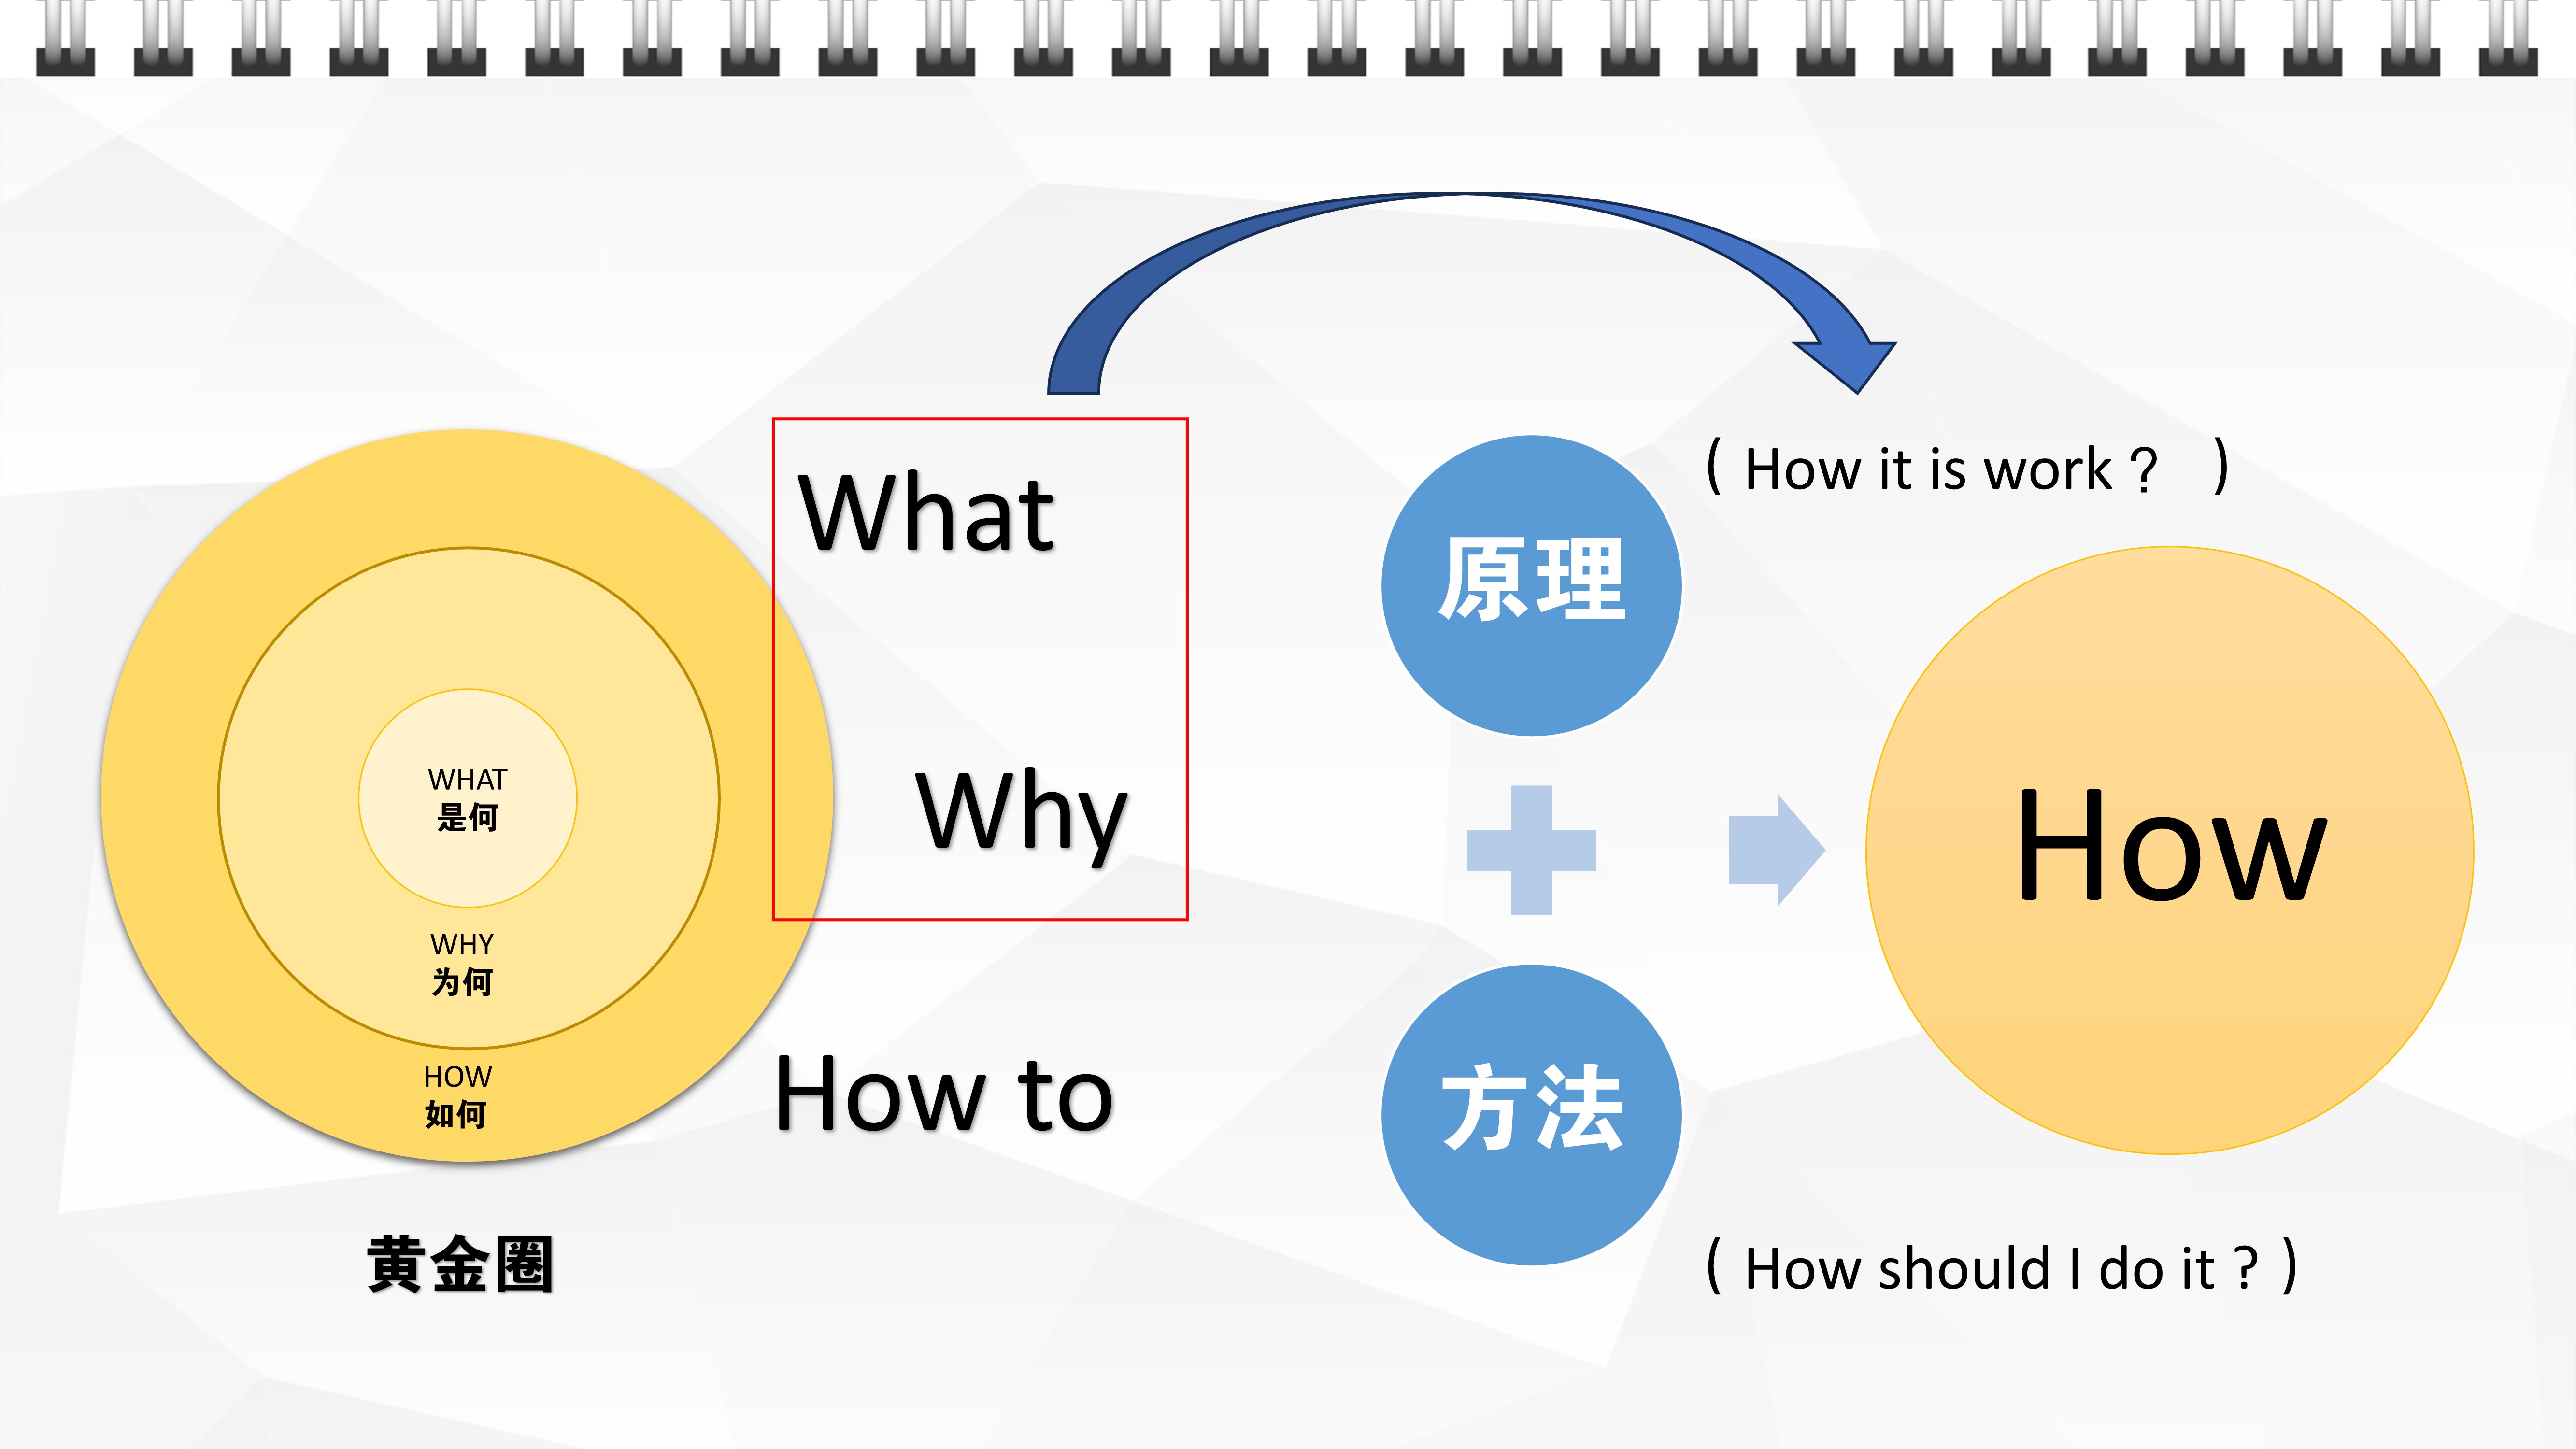 WHAT
是何
WHY
为何
HOW
如何
黄金圈
What
Why
How to
原理
（How it is work？ ）
方法
（How should I do it？）
How